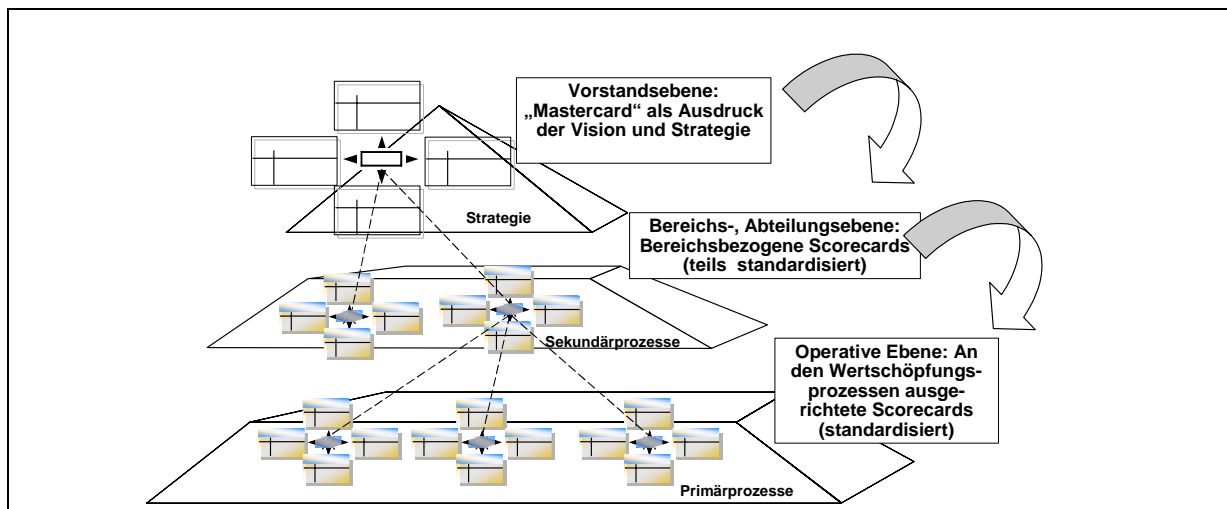 Vorstandsebene:
„Mastercard“ als Ausdruck
der Vision und Strategie
Strategie
Bereichs-, Abteilungsebene:
Bereichsbezogene Scorecards
(teils standardisiert)
Sekundärprozesse
Operative Ebene: An
den Wertschöpfungs-
prozessen ausge-
richtete Scorecards
(standardisiert)
Primärprozesse